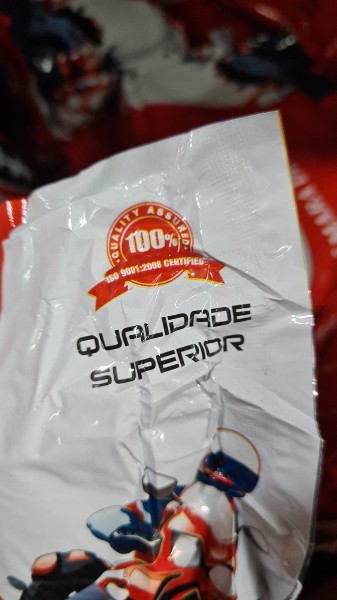 QUALITY ASSURED
100%
ISO 9001:2008 CERTIFIED
QUALIDADE
SUPERIOR